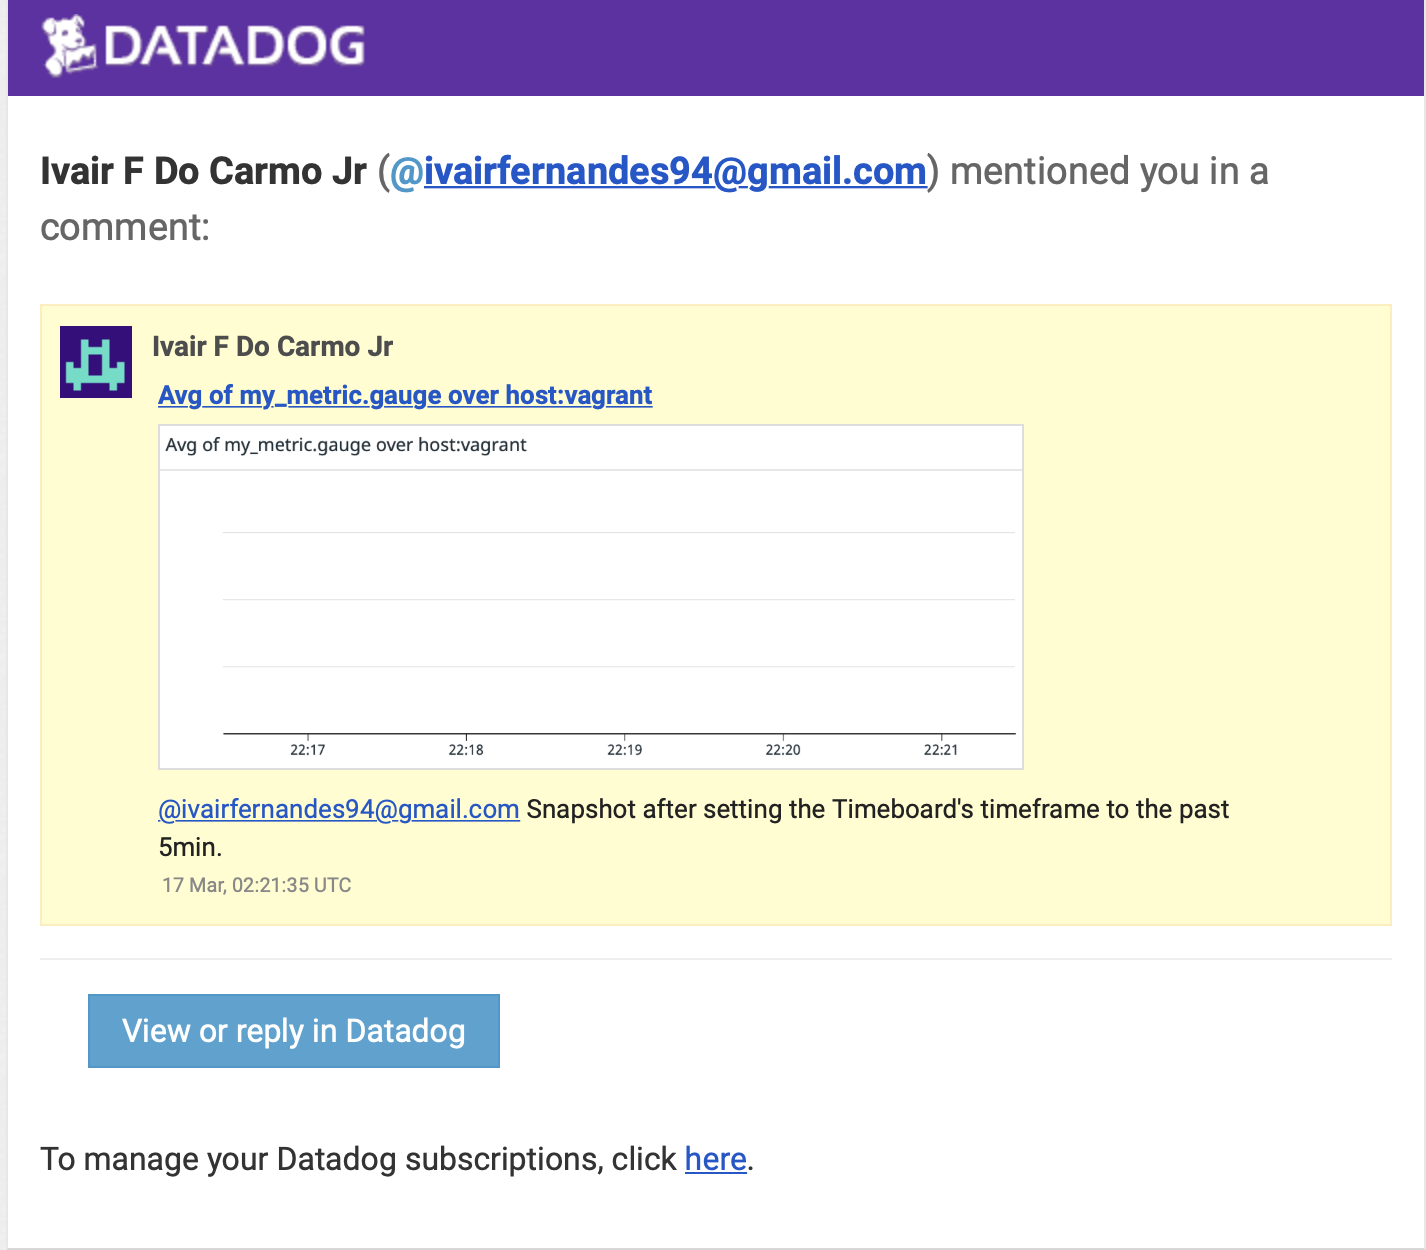 DATADOG
Ivair F Do Carmo Jr (@ivairfernandes94@gmail.com) mentioned you in a
comment:
Ivair F Do Carmo Jr
Avg of my_metric.gauge over host:vagrant
Avg of my_metric.gauge over host:vagrant
22:17 22:18 22:19 22:20 22:21
@ivairfernandes94@gmail.com Snapshot after setting the Timeboard's timeframe to the past
5min.
17 Mar, 02:21:35 UTC
View or reply in Datadog
To manage your Datadog subscriptions, click here.